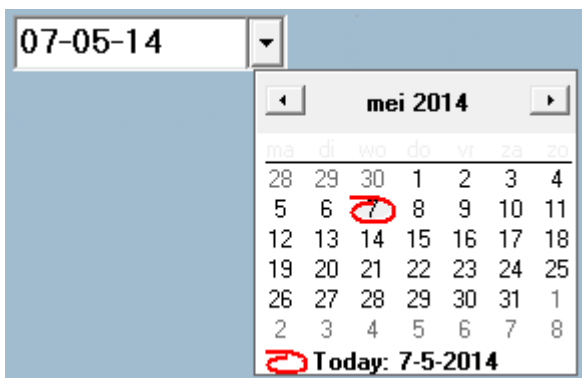 07-05-14
mei 2014
ma di wo do vr za zo
28 29 30 1 2 3 4
5 6 7 8 9 10 11
12 13 14 15 16 17 18
19 20 21 22 23 24 25
26 27 28 29 30 31 1
2 3 4 5 6 7 8
Today: 7-5-2014